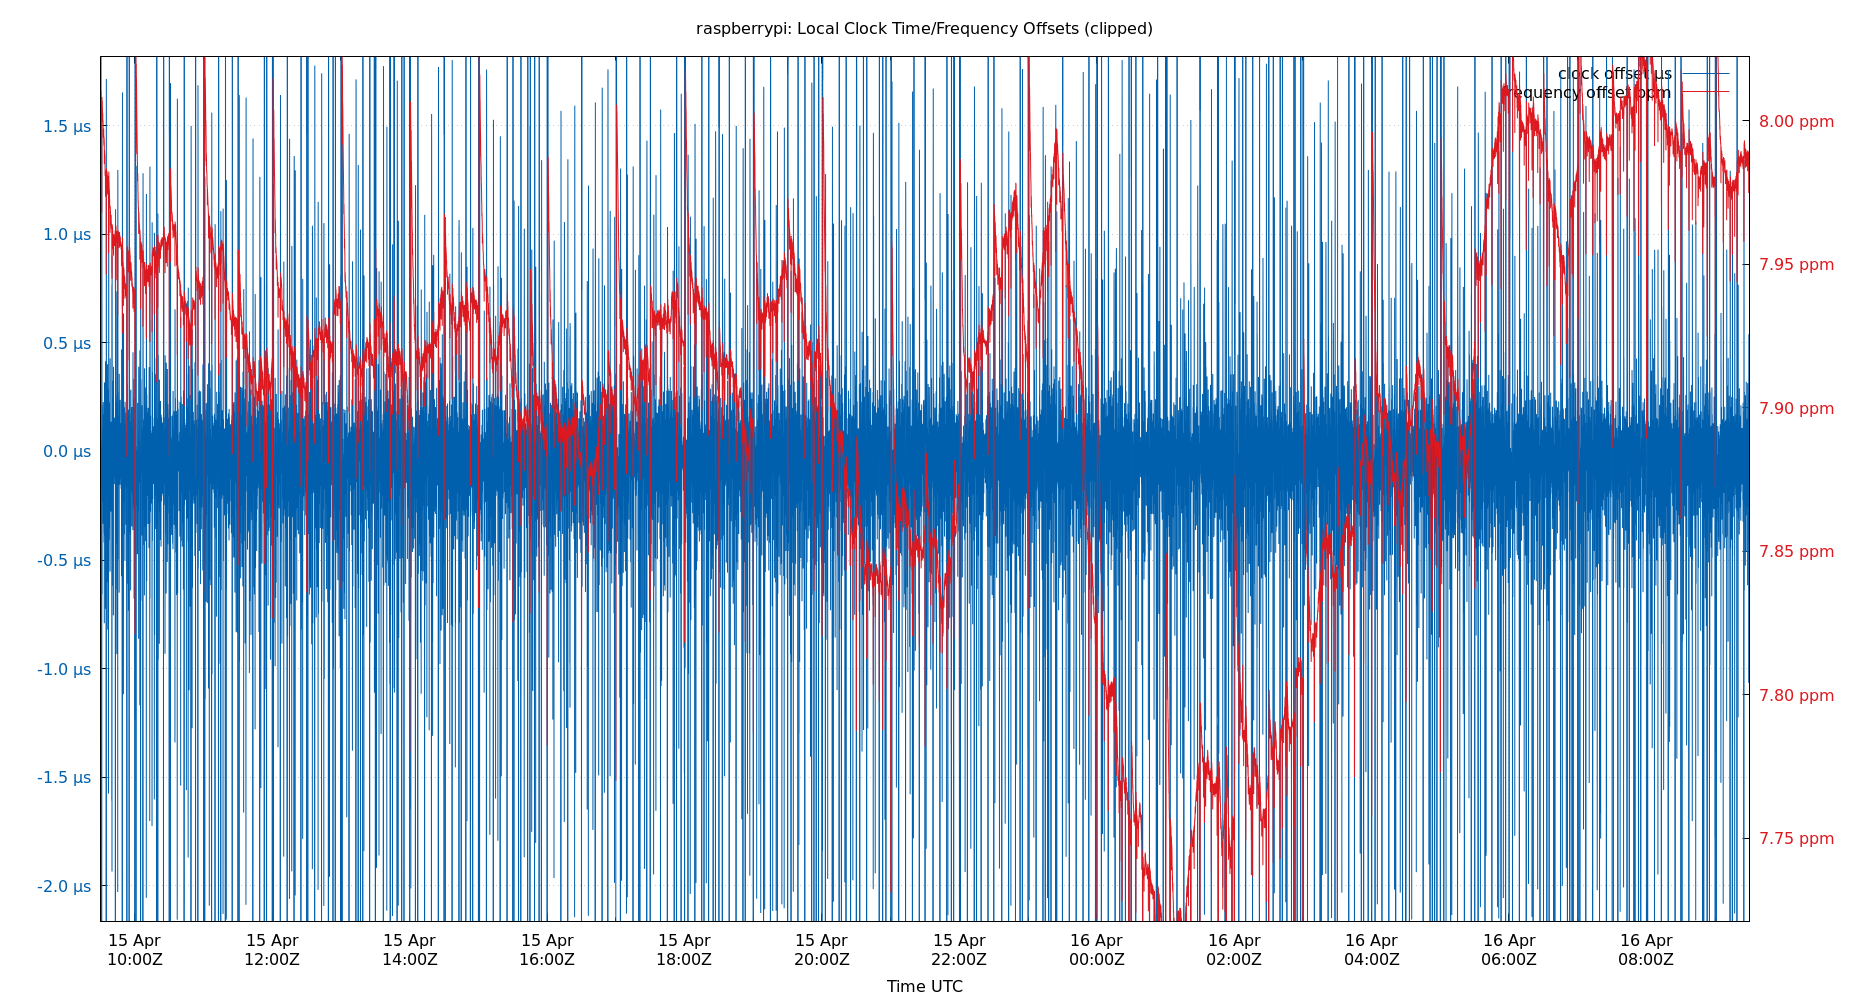 raspberrypi: Local Clock Time/Frequency Offsets (clipped)
clock offset µs
frequency offset ppm
1.5 µs
1.0 µs
0.5 µs
0.0 µs
-0.5 µs
-1.0 µs
-1.5 µs
-2.0 µs
8.00 ppm
7.95 ppm
7.90 ppm
7.85 ppm
7.80 ppm
7.75 ppm
15 Apr
10:00Z
15 Apr
12:00Z
15 Apr
14:00Z
15 Apr
16:00Z
15 Apr
18:00Z
15 Apr
20:00Z
15 Apr
22:00Z
16 Apr
00:00Z
16 Apr
02:00Z
16 Apr
04:00Z
16 Apr
06:00Z
16 Apr
08:00Z
Time UTC